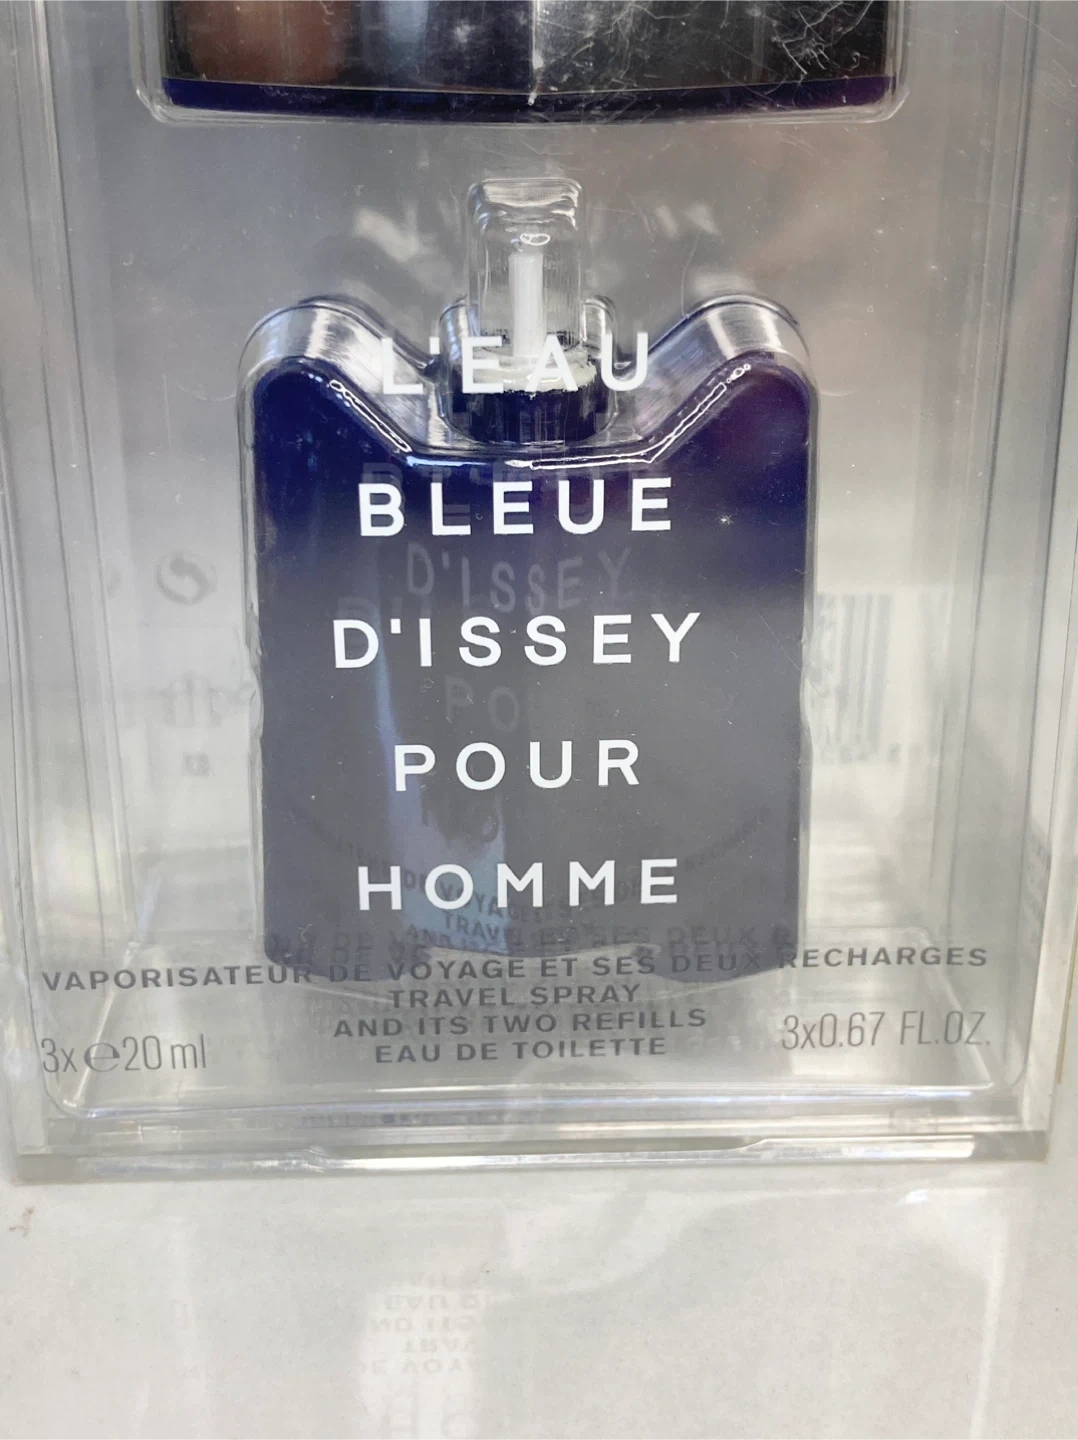 L'EAU
BLEUE
D'ISSEY
POUR
HOMME
VAPORISATEUR DE VOYAGE ET SES DEUX RECHARGES
TRAVEL SPRAY
AND ITS TWO REFILLS
EAU DE TOILETTE
3x℮20ml
3x0.67 FL.OZ.